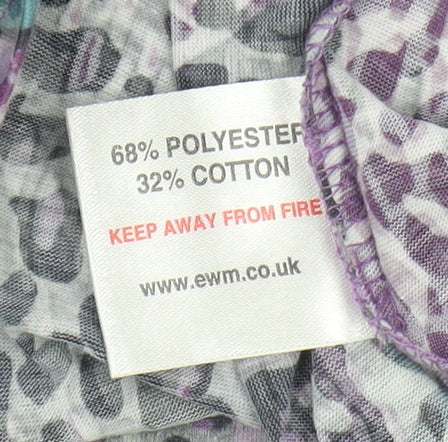 68% POLYESTER
32% COTTON
KEEP AWAY FROM FIRE
www.ewm.co.uk